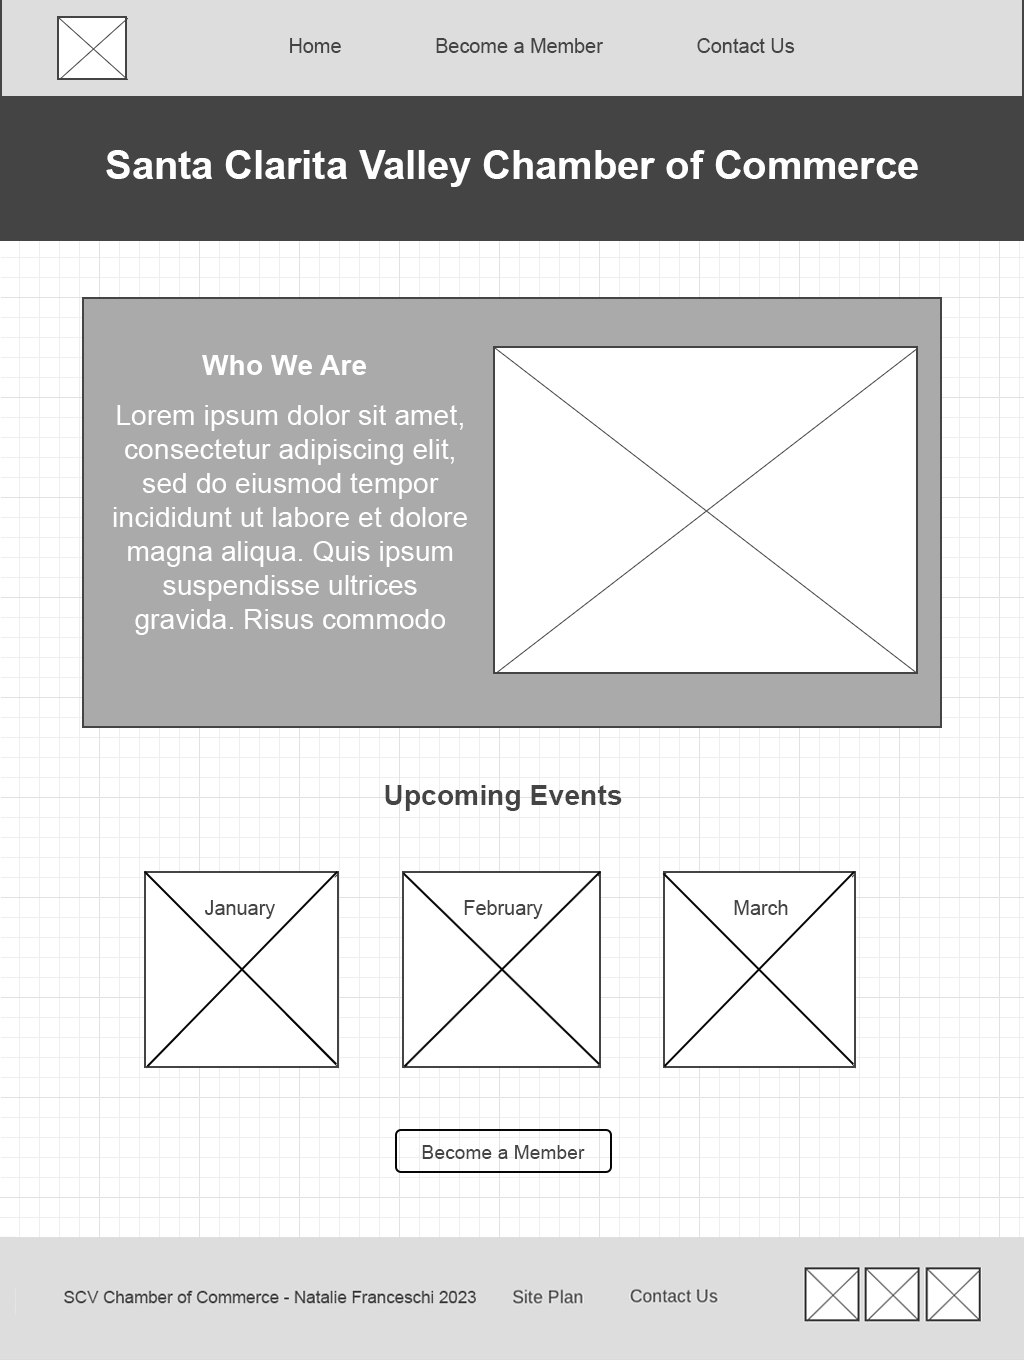 Home
Become a Member
Contact Us
Santa Clarita Valley Chamber of Commerce
Who We Are
Lorem ipsum dolor sit amet,
consectetur adipiscing elit,
sed do eiusmod tempor
incididunt ut labore et dolore
magna aliqua. Quis ipsum
suspendisse ultrices
gravida. Risus commodo
Upcoming Events
January
February
March
Become a Member
SCV Chamber of Commerce - Natalie Franceschi 2023
Site Plan
Contact Us